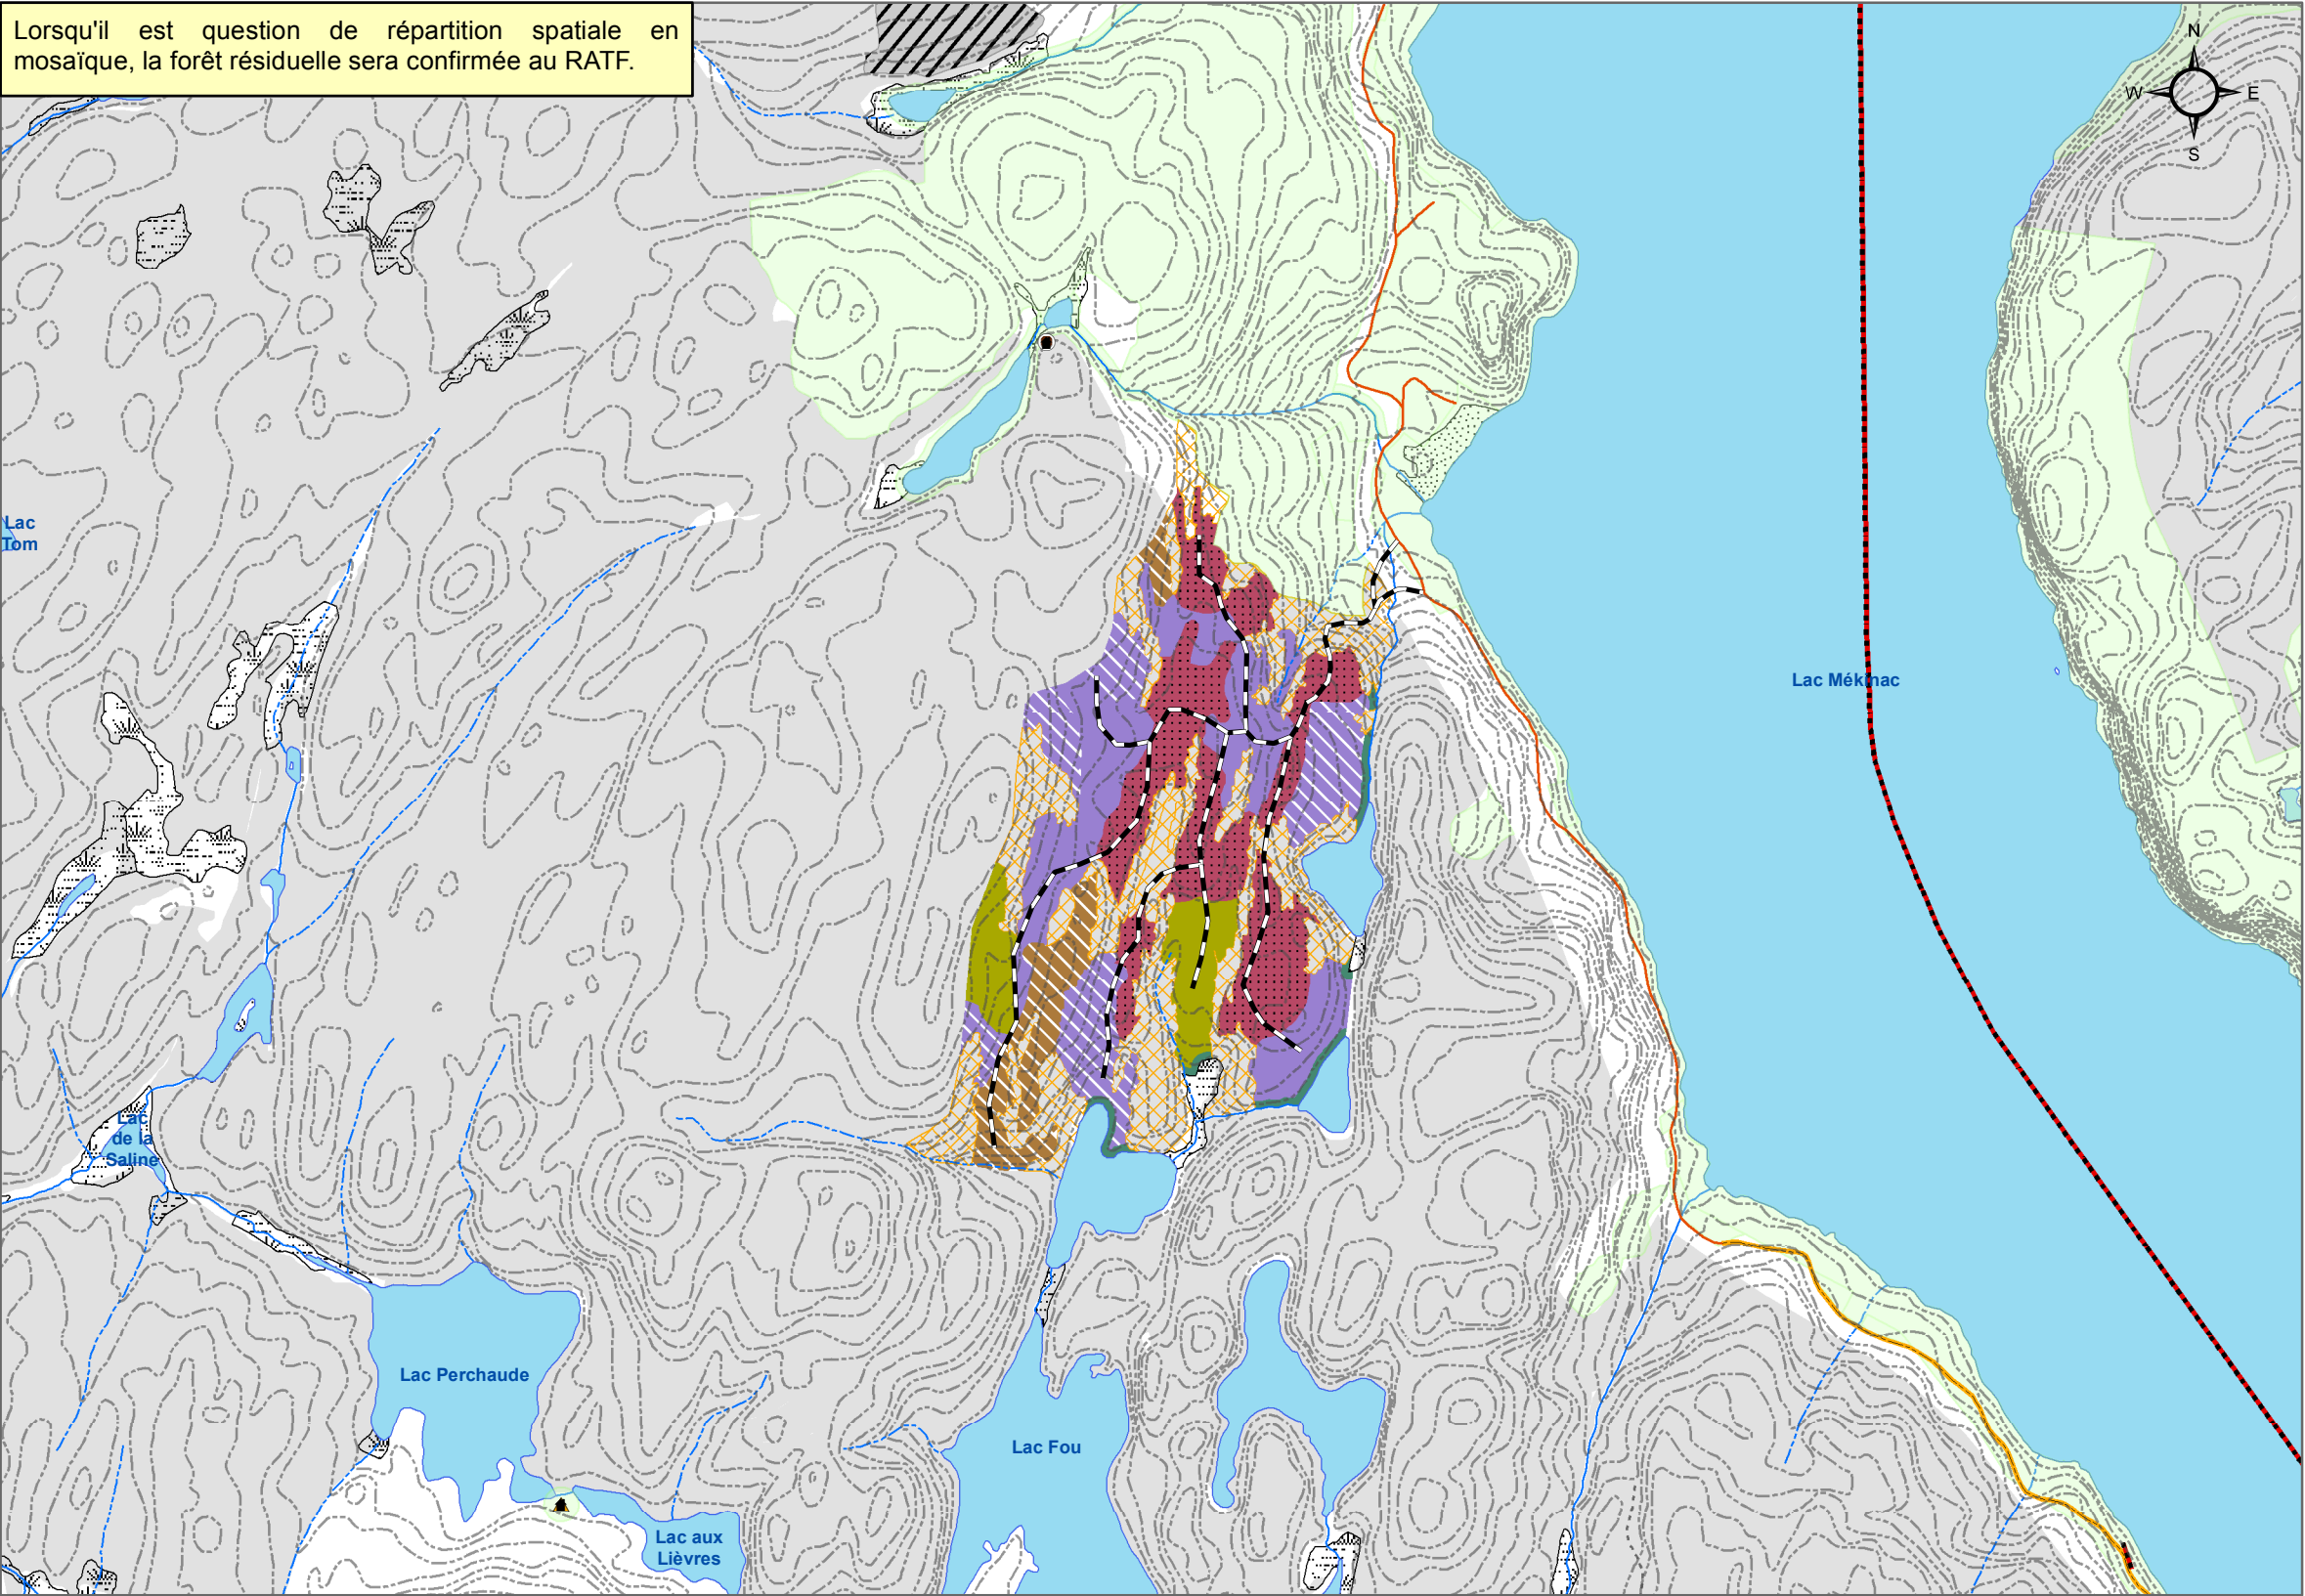 Lorsqu'il est question de répartition spatiale en
mosaïque, la forêt résiduelle sera confirmée au RATF.
N
W
E
S
Lac
Tom
Lac Mékinac
Lac
de la
Saline
Lac Perchaude
Lac Fou
Lac aux
Lièvres